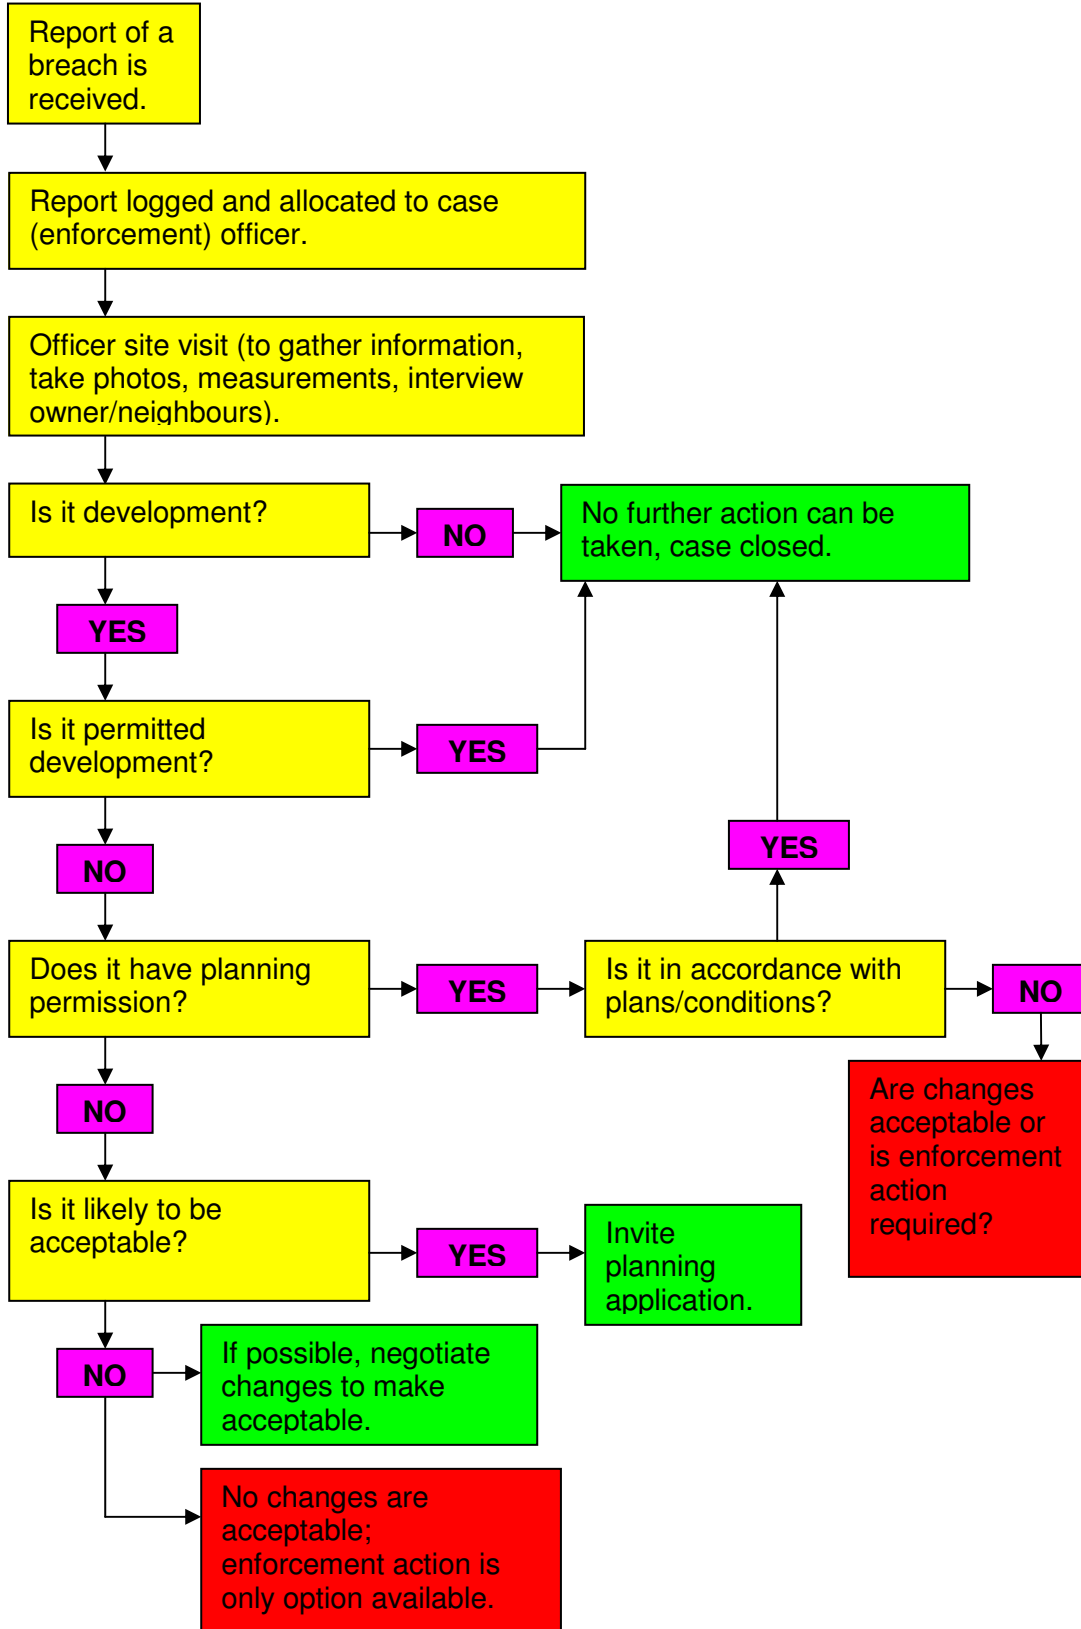 Report of a
breach is
received.
Report logged and allocated to case
(enforcement) officer.
Officer site visit (to gather information,
take photos, measurements, interview
owner/neighbours).
Is it development?
NO
No further action can be
taken, case closed.
YES
Is it permitted
development?
YES
NO
YES
Does it have planning
permission?
YES
Is it in accordance with
plans/conditions?
NO
NO
Are changes
acceptable or
is enforcement
action
required?
Is it likely to be
acceptable?
YES
Invite
planning
application.
NO
If possible, negotiate
changes to make
acceptable.
No changes are
acceptable;
enforcement action is
only option available.